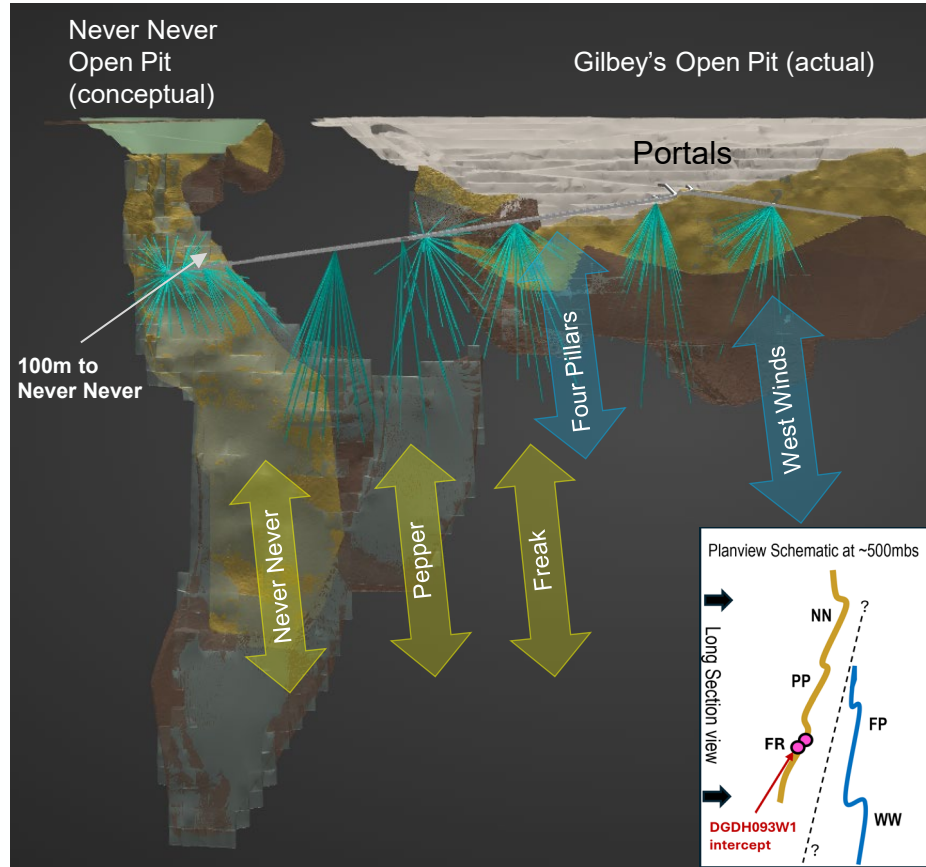 Never Never
Open Pit
(conceptual)
Gilbey's Open Pit (actual)
Portals
100m to
Never Never
Four Pillars
West Winds
Never Never
Pepper
Freak
Planview Schematic at ~500mbs
Long Section view
NN
?
PP
FP
FR
WW
DGDH093W1
intercept
?